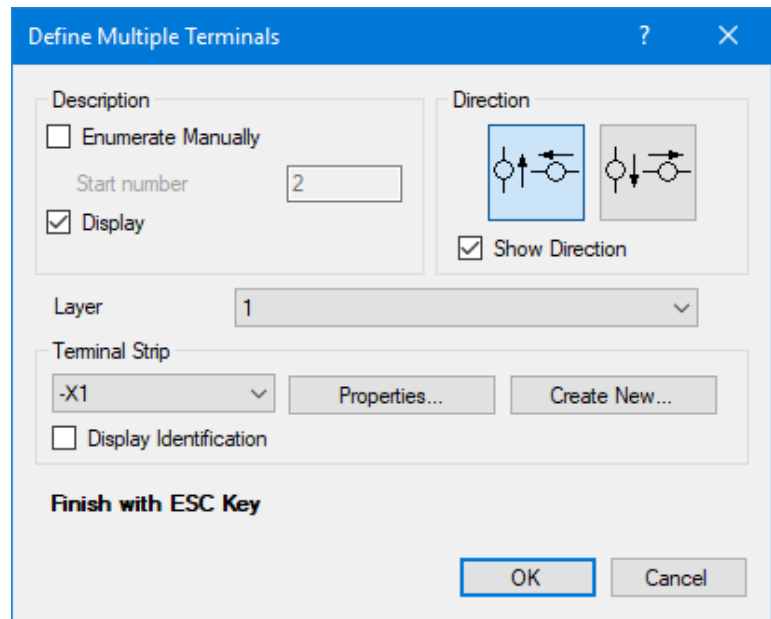 Define Multiple Terminals
?
Description
Enumerate Manually
Start number 2
Display
Direction
Show Direction
Layer 1
Terminal Strip
-X1 Properties... Create New...
Display Identification
Finish with ESC Key
OK Cancel